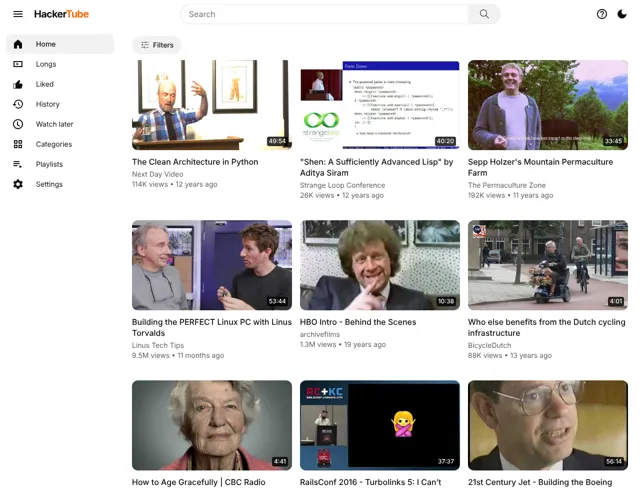 HackerTube
Search
Home
Longs
Liked
History
Watch later
Categories
Playlists
Settings
Filters
49:54
The Clean Architecture in Python
Next Day Video
114K views • 12 years ago
40:20
"Shen: A Sufficiently Advanced Lisp" by
Aditya Siram
Strange Loop Conference
26K views • 12 years ago
33:45
Sepp Holzer's Mountain Permaculture
Farm
The Permaculture Zone
192K views • 11 years ago
53:44
Building the PERFECT Linux PC with Linus
Torvalds
Linus Tech Tips
9.5M views • 11 months ago
10:38
HBO Intro - Behind the Scenes
archivefilms
1.3M views • 19 years ago
4:01
Who else benefits from the Dutch cycling
infrastructure
BicycleDutch
88K views • 13 years ago
4:41
How to Age Gracefully | CBC Radio
RC+KC
37:37
RailsConf 2016 - Turbolinks 5: I Can't
56:14
21st Century Jet - Building the Boeing